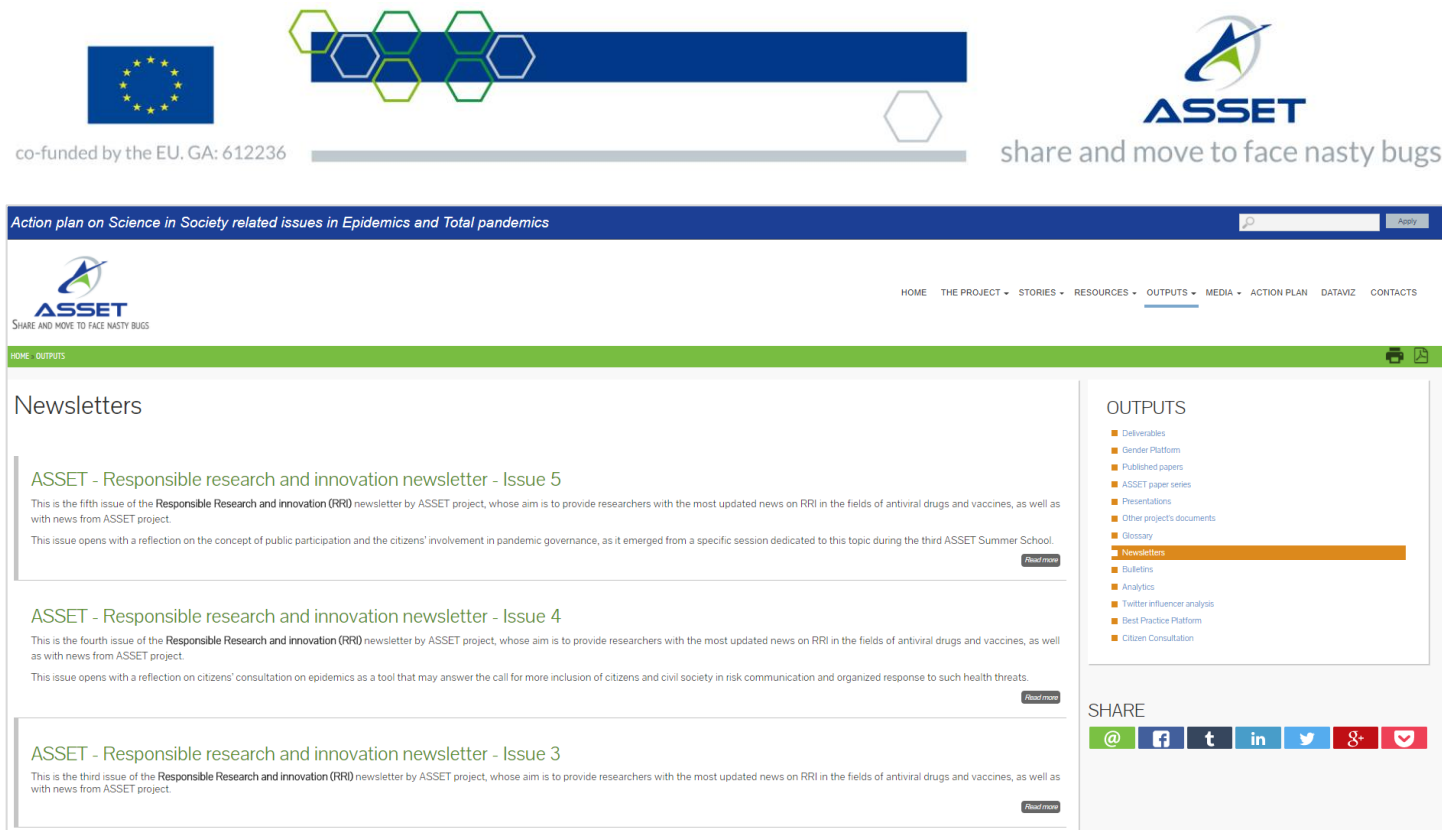 co-funded by the EU. GA: 612236
ASSET
share and move to face nasty bugs
Action plan on Science in Society related issues in Epidemics and Total pandemics
Apply
ASSET
SHARE AND MOVE TO FACE NASTY BUGS
HOME THE PROJECT STORIES RESOURCES OUTPUTS MEDIA ACTION PLAN DATAVIZ CONTACTS
HOME OUTPUTS
Newsletters
ASSET - Responsible research and innovation newsletter - Issue 5
This is the fifth issue of the Responsible Research and innovation (RRI) newsletter by ASSET project, whose aim is to provide researchers with the most updated news on RRI in the fields of antiviral drugs and vaccines, as well as
with news from ASSET project.
This issue opens with a reflection on the concept of public participation and the citizens' involvement in pandemic governance, as it emerged from a specific session dedicated to this topic during the third ASSET Summer School.
Read more
ASSET - Responsible research and innovation newsletter - Issue 4
This is the fourth issue of the Responsible Research and innovation (RRI) newsletter by ASSET project, whose aim is to provide researchers with the most updated news on RRI in the fields of antiviral drugs and vaccines, as well
as with news from ASSET project.
This issue opens with a reflection on citizens' consultation on epidemics as a tool that may answer the call for more inclusion of citizens and civil society in risk communication and organized response to such health threats.
Read more
ASSET - Responsible research and innovation newsletter - Issue 3
This is the third issue of the Responsible Research and innovation (RRI) newsletter by ASSET project, whose aim is to provide researchers with the most updated news on RRI in the fields of antiviral drugs and vaccines, as well as
with news from ASSET project.
Read more
OUTPUTS
Deliverables
Gender Platform
Published papers
ASSET paper series
Presentations
Other project's documents
Glossary
Newsletters
Bulletins
Analytics
Twitter influencer analysis
Best Practice Platform
Citizen Consultation
SHARE
@ f t in 8+